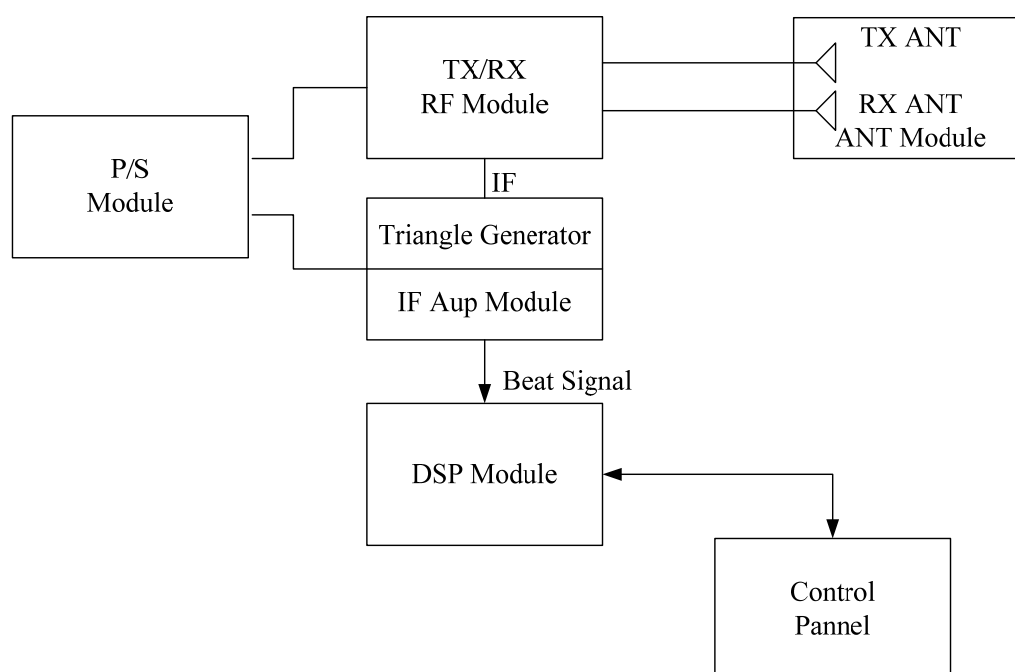 TX/RX
RF Module
TX ANT
RX ANT
ANT Module
P/S
Module
IF
Triangle Generator
IF Aup Module
Beat Signal
DSP Module
Control
Pannel